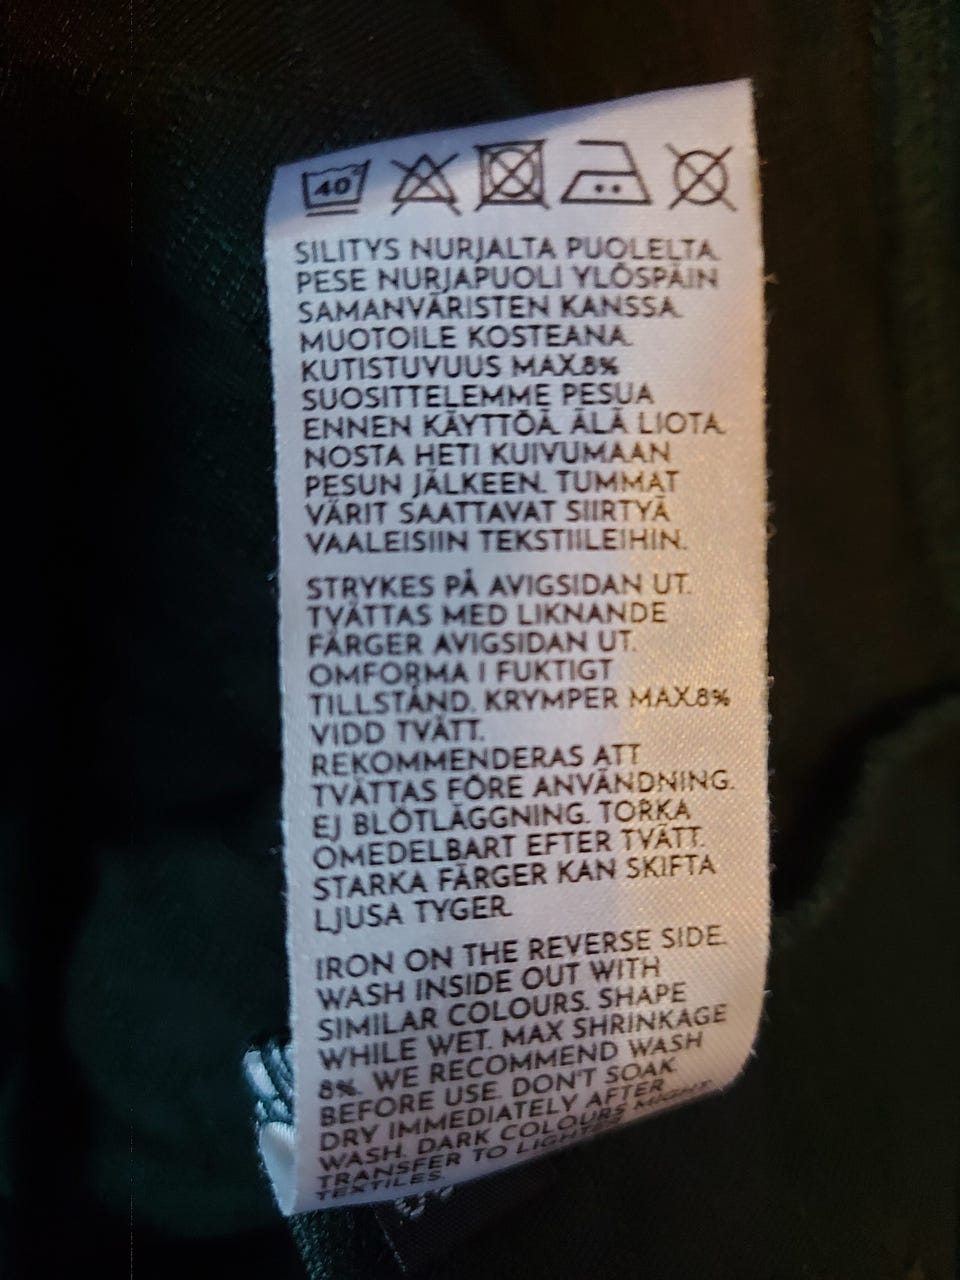 40°
SILITYS NURJALTA PUOLELTA.
PESE NURJAPUOLI YLÖSPÄIN
SAMANVÄRISTEN KANSSA.
MUOTOILE KOSTEANA.
KUTISTUVUUS MAX.8%
SUOSITTELEMME PESUA
ENNEN KÄYTTÖÄ. ÄLÄ LIOTA.
NOSTA HETI KUIVUMAAN
PESUN JÄLKEEN. TUMMAT
VÄRIT SAATTAVAT SIIRTYÄ
VAALEISIIN TEKSTIILEIHIN.
STRYKES PÅ AVIGSIDAN UT.
TVÄTTAS MED LIKNANDE
FÄRGER AVIGSIDAN UT.
OMFORMA I FUKTIGT
TILLSTÅND. KRYMPER MAX.8%
VIDD TVÄTT.
REKOMMENDERAS ATT
TVÄTTAS FÖRE ANVÄNDNING.
EJ BLÖTLÄGGNING. TORKA
OMEDELBART EFTER TVÄTT.
STARKA FÄRGER KAN SKIFTA
LJUSA TYGER.
IRON ON THE REVERSE SIDE.
WASH INSIDE OUT WITH
SIMILAR COLOURS. SHAPE
WHILE WET. MAX SHRINKAGE
8%. WE RECOMMEND WASH
BEFORE USE. DON'T SOAK
DRY IMMEDIATELY AFTER
WASH. DARK COLOURS MIGHT
TRANSFER TO LIGHTER
TEXTILES.